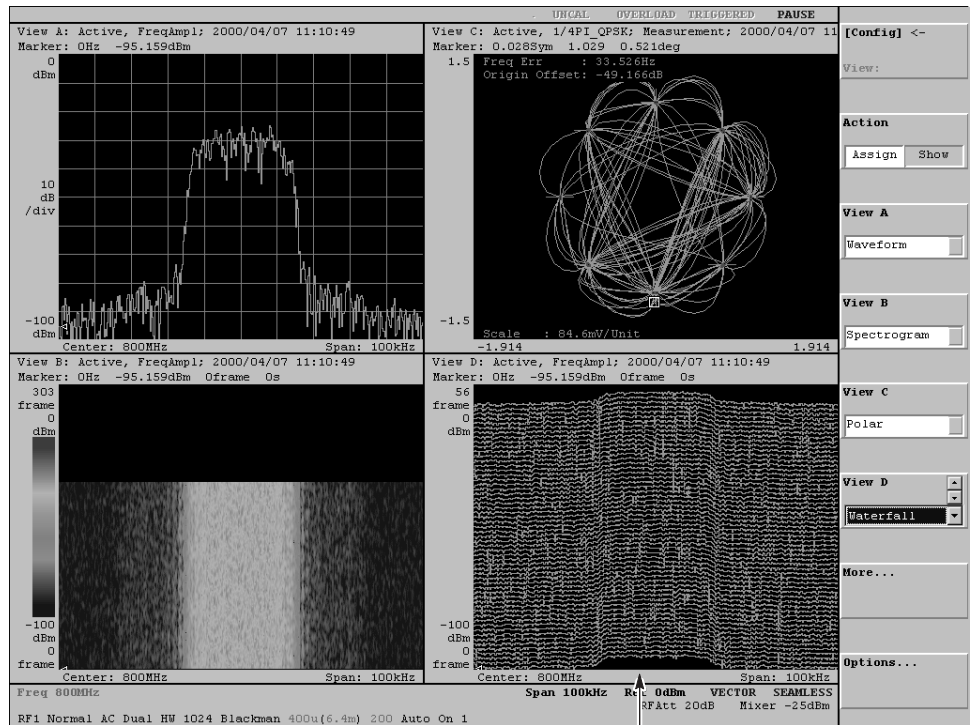 . UNCAL OVERLOAD TRIGGERED PAUSE
View A: Active, FreqAmpl; 2000/04/07 11:10:49
Marker: 0Hz -95.159dBm
0
dBm
10
dB
/div
-100
dBm
Center: 800MHz Span: 100kHz
View C: Active, 1/4PI_QPSK; Measurement; 2000/04/07 11
Marker: 0.028Sym 1.029 0.521deg
1.5
Freq Err : 33.526Hz
Origin Offset: -49.166dB
-1.5
Scale : 84.6mV/Unit
-1.914 1.914
View B: Active, FreqAmpl; 2000/04/07 11:10:49
Marker: 0Hz -95.159dBm 0frame 0s
303
frame
0
dBm
-100
dBm
0
frame
Center: 800MHz Span: 100kHz
View D: Active, FreqAmpl; 2000/04/07 11:10:49
Marker: 0Hz -95.159dBm 0frame 0s
56
frame
0
dBm
-100
dBm
0
frame
Center: 800MHz Span: 100kHz
Freq 800MHz
Span 100kHz 0dBm VECTOR SEAMLESS
RFAtt 20dB Mixer -25dBm
RF1 Normal AC Dual HW 1024 Blackman 400u(6.4m) 200 Auto On 1
[Config] <-
View:
Action
Assign Show
View A
Waveform
View B
Spectrogram
View C
Polar
View D
Waterfall
More...
Options...